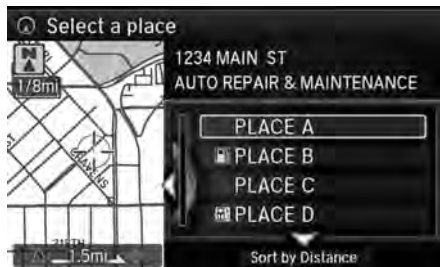 Select a place
N
1/8mi
1234 MAIN ST
AUTO REPAIR & MAINTENANCE
PLACE A
PLACE B
PLACE C
PLACE D
1.5mi
Sort by Distance